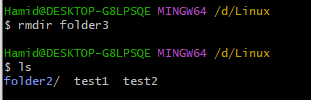 Hamid@DESKTOP-G8LPSQE MINGW64 /d/Linux
$ rmdir folder3
Hamid@DESKTOP-G8LPSQE MINGW64 /d/Linux
$ ls
folder2/  test1  test2